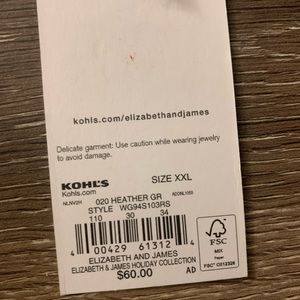 kohls.com/elizabethandjames
Delicate garment: Use caution while wearing jewelry
to avoid damage.
KOHL'S
Kohls.com
SIZE XXL
020 HEATHER GR
STYLE WG94S103RS
110 30 34
4 00429 61312 4
ELIZABETH AND JAMES
ELIZABETH & JAMES HOLIDAY COLLECTION
$60.00
AD
FSC
MIX
Paper